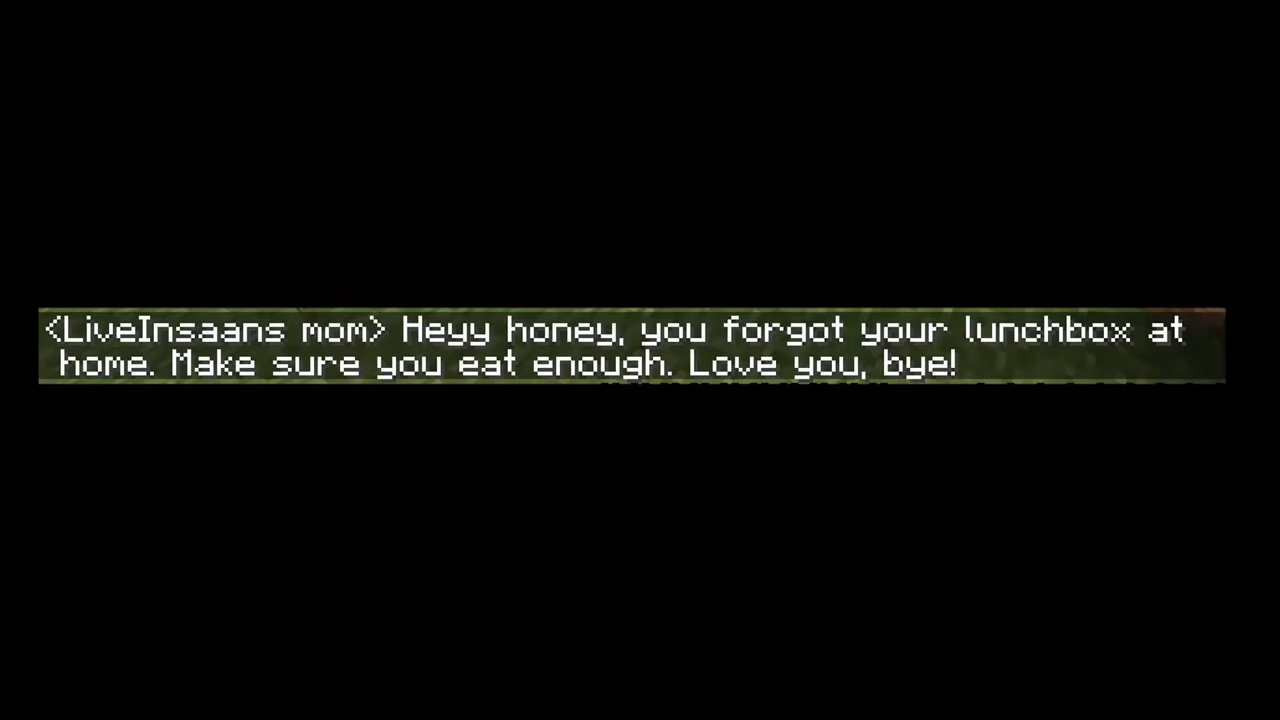 <LiveInsaans mom> Heyy honey, you forgot your lunchbox at
home. Make sure you eat enough. Love you, bye!